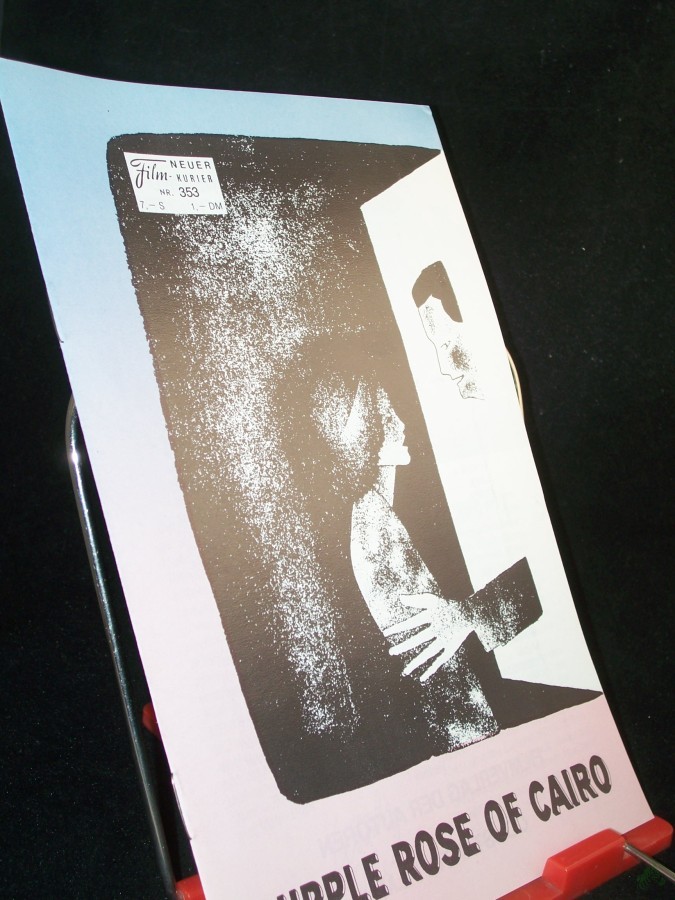 NEUER
Film-KURIER
NR. 353
7,– S 1,– DM
URPLE ROSE OF CAIRO